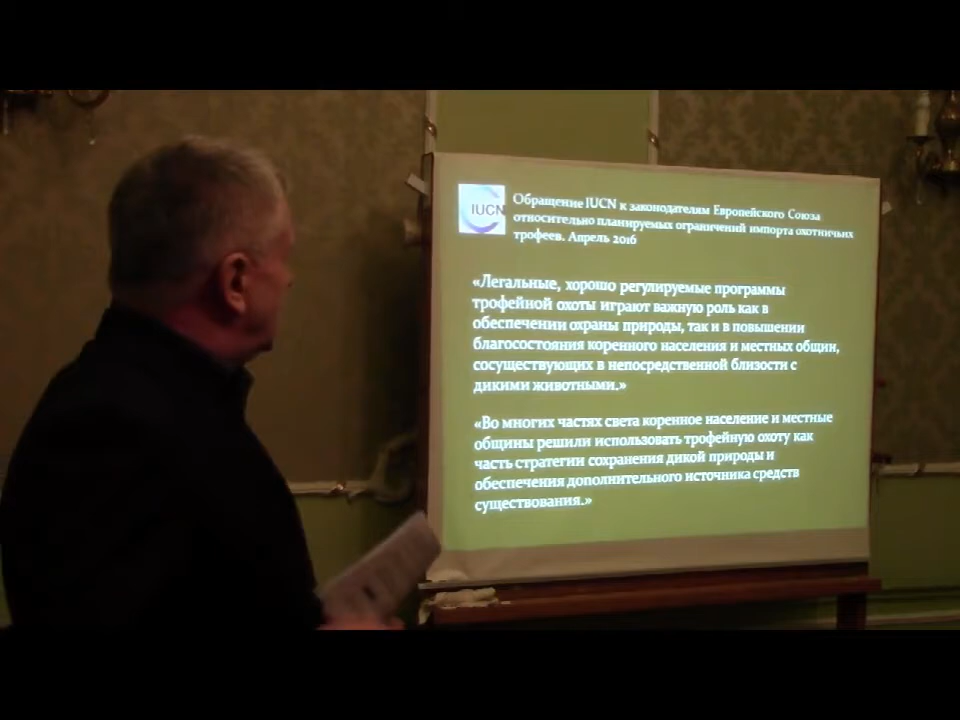 IUCN
Обращение IUCN к законодателям Европейского Союза
относительно планируемых ограничений импорта охотничьих
трофеев. Апрель 2016
«Легальные, хорошо регулируемые программы
трофейной охоты играют важную роль как в
обеспечении охраны природы, так и в повышении
благосостояния коренного населения и местных общин,
сосуществующих в непосредственной близости с
дикими животными.»
«Во многих частях света коренное население и местные
общины решили использовать трофейную охоту как
часть стратегии сохранения дикой природы и
обеспечения дополнительного источника средств
существования.»